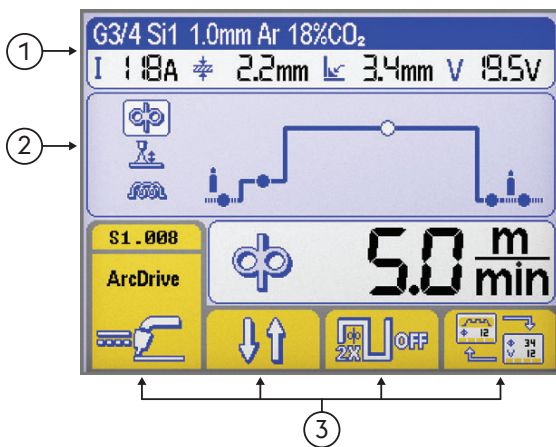 G3/4 Si1 1.0mm Ar 18%CO₂
I 118A 2.2mm 3.4mm V 19.5V
1
2
S1.008
5.0 m/min
ArcDrive
2X OFF
12
34
V 12
3